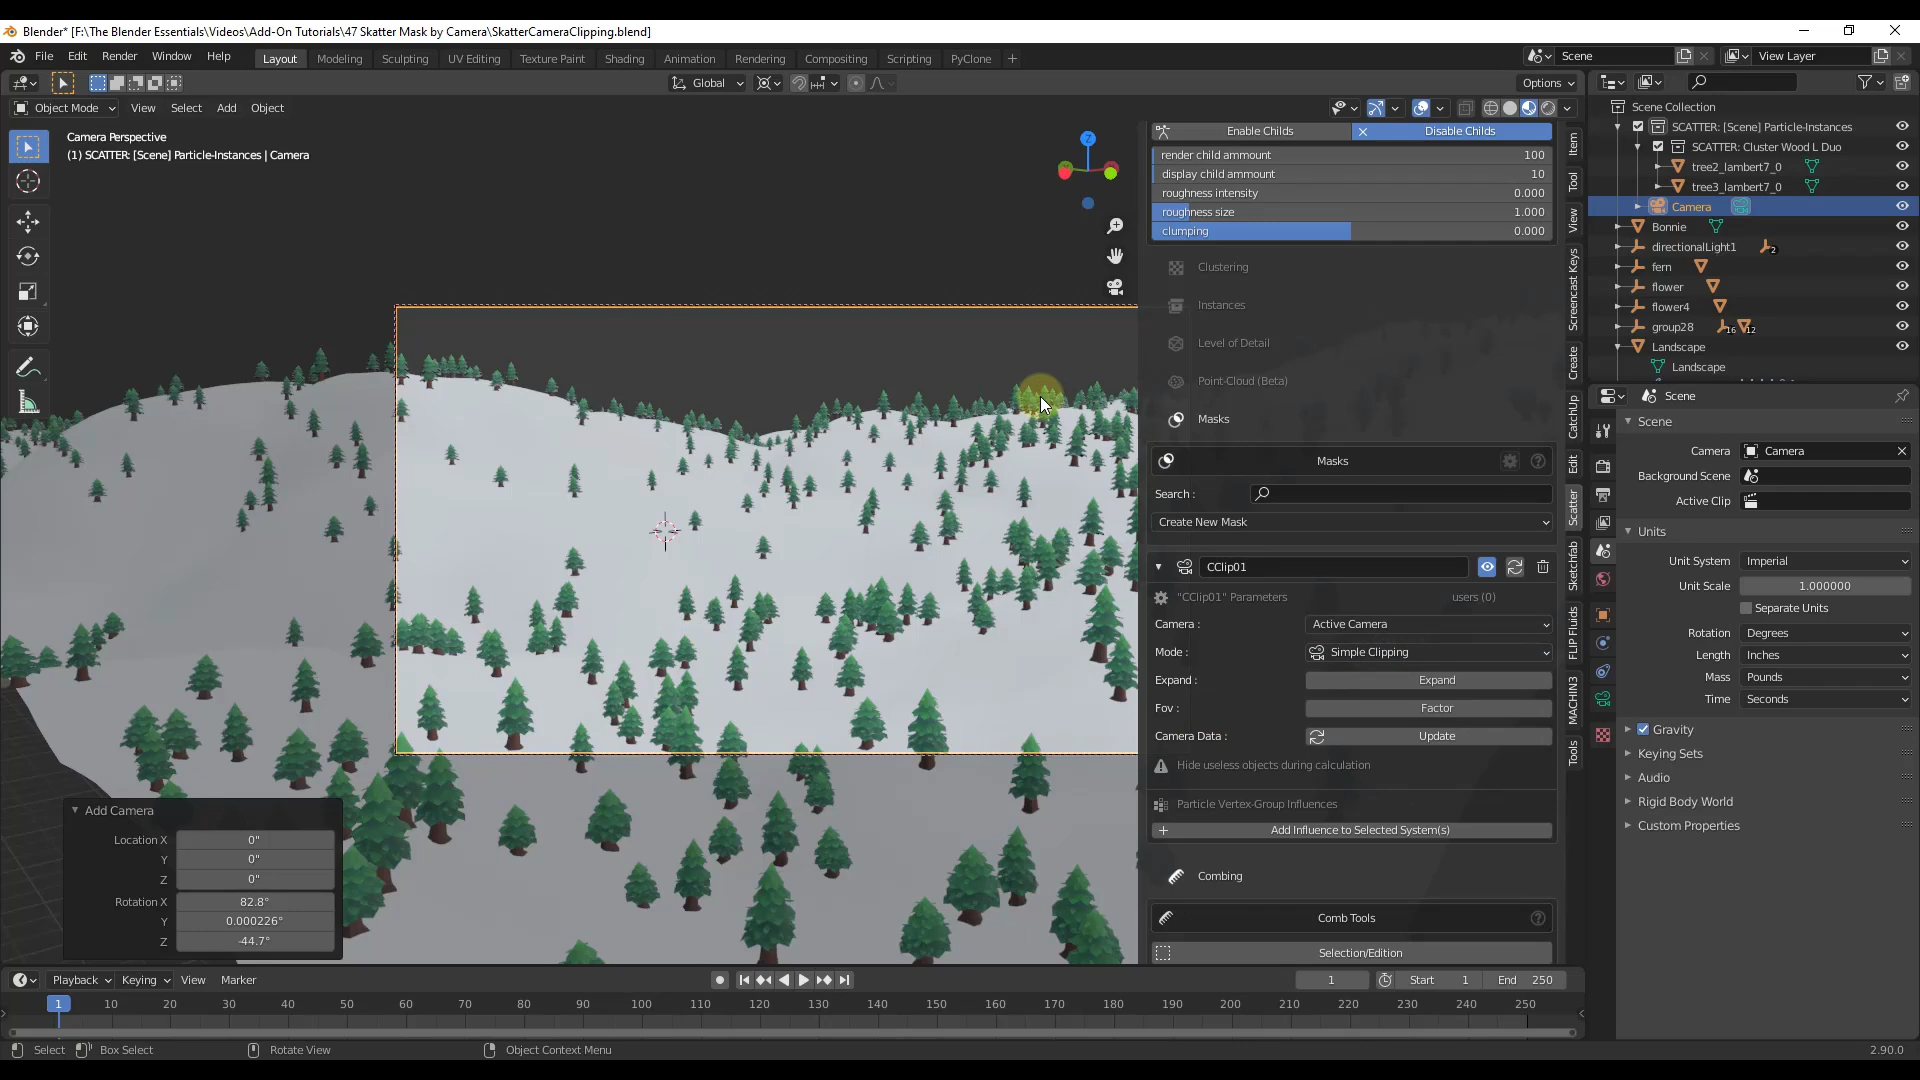 Blender* [F:\The Blender Essentials\Videos\Add-On Tutorials\47 Skatter Mask by Camera\SkatterCameraClipping.blend]
File Edit Render Window Help Layout Modeling Sculpting UV Editing Texture Paint Shading Animation Rendering Compositing Scripting PyClone + Scene View Layer
Global Options
Object Mode View Select Add Object
Camera Perspective
(1) SCATTER: [Scene] Particle-Instances | Camera
Z
Enable Childs Disable Childs
render child ammount 100
display child ammount 10
roughness intensity 0.000
roughness size 1.000
clumping 0.000
Clustering
Instances
Level of Detail
Point-Cloud (Beta)
Masks
Masks
Search :
Create New Mask
CClip01
"CClip01" Parameters users (0)
Camera : Active Camera
Mode : Simple Clipping
Expand : Expand
Fov : Factor
Camera Data : Update
Hide useless objects during calculation
Particle Vertex-Group Influences
Add Influence to Selected System(s)
Combing
Comb Tools
Selection/Edition
Item
Tool
View
Screencast Keys
Create
CatchUp
Edit
Scatter
Sketchfab
FLIP Fluids
MACHIN3
Tools
Scene Collection
SCATTER: [Scene] Particle-Instances
SCATTER: Cluster Wood L Duo
tree2_lambert7_0
tree3_lambert7_0
Camera
Bonnie
directionalLight1 2
fern
flower
flower4
group28 16 12
Landscape
Landscape
Scene
Scene
Camera Camera
Background Scene
Active Clip
Units
Unit System Imperial
Unit Scale 1.000000
Separate Units
Rotation Degrees
Length Inches
Mass Pounds
Time Seconds
Gravity
Keying Sets
Audio
Rigid Body World
Custom Properties
Add Camera
Location X 0"
Y 0"
Z 0"
Rotation X 82.8°
Y 0.000226°
Z -44.7°
Playback Keying View Marker 1 Start 1 End 250
1 10 20 30 40 50 60 70 80 90 100 110 120 130 140 150 160 170 180 190 200 210 220 230 240 250
Select Box Select Rotate View Object Context Menu 2.90.0